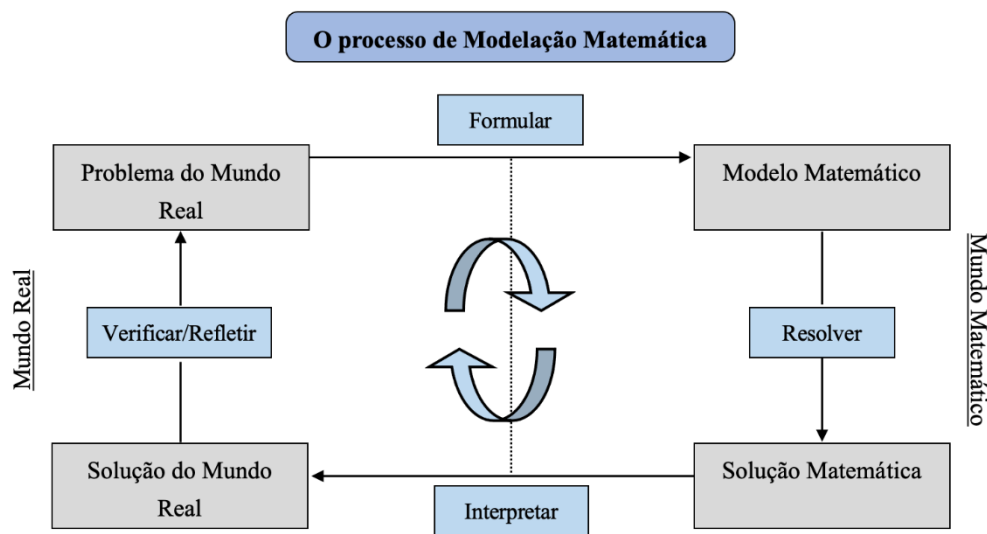 O processo de Modelação Matemática
Formular
Problema do Mundo
Real
Modelo Matemático
Mundo Real
Verificar/Refletir
Resolver
Mundo Matemático
Solução do Mundo
Real
Solução Matemática
Interpretar